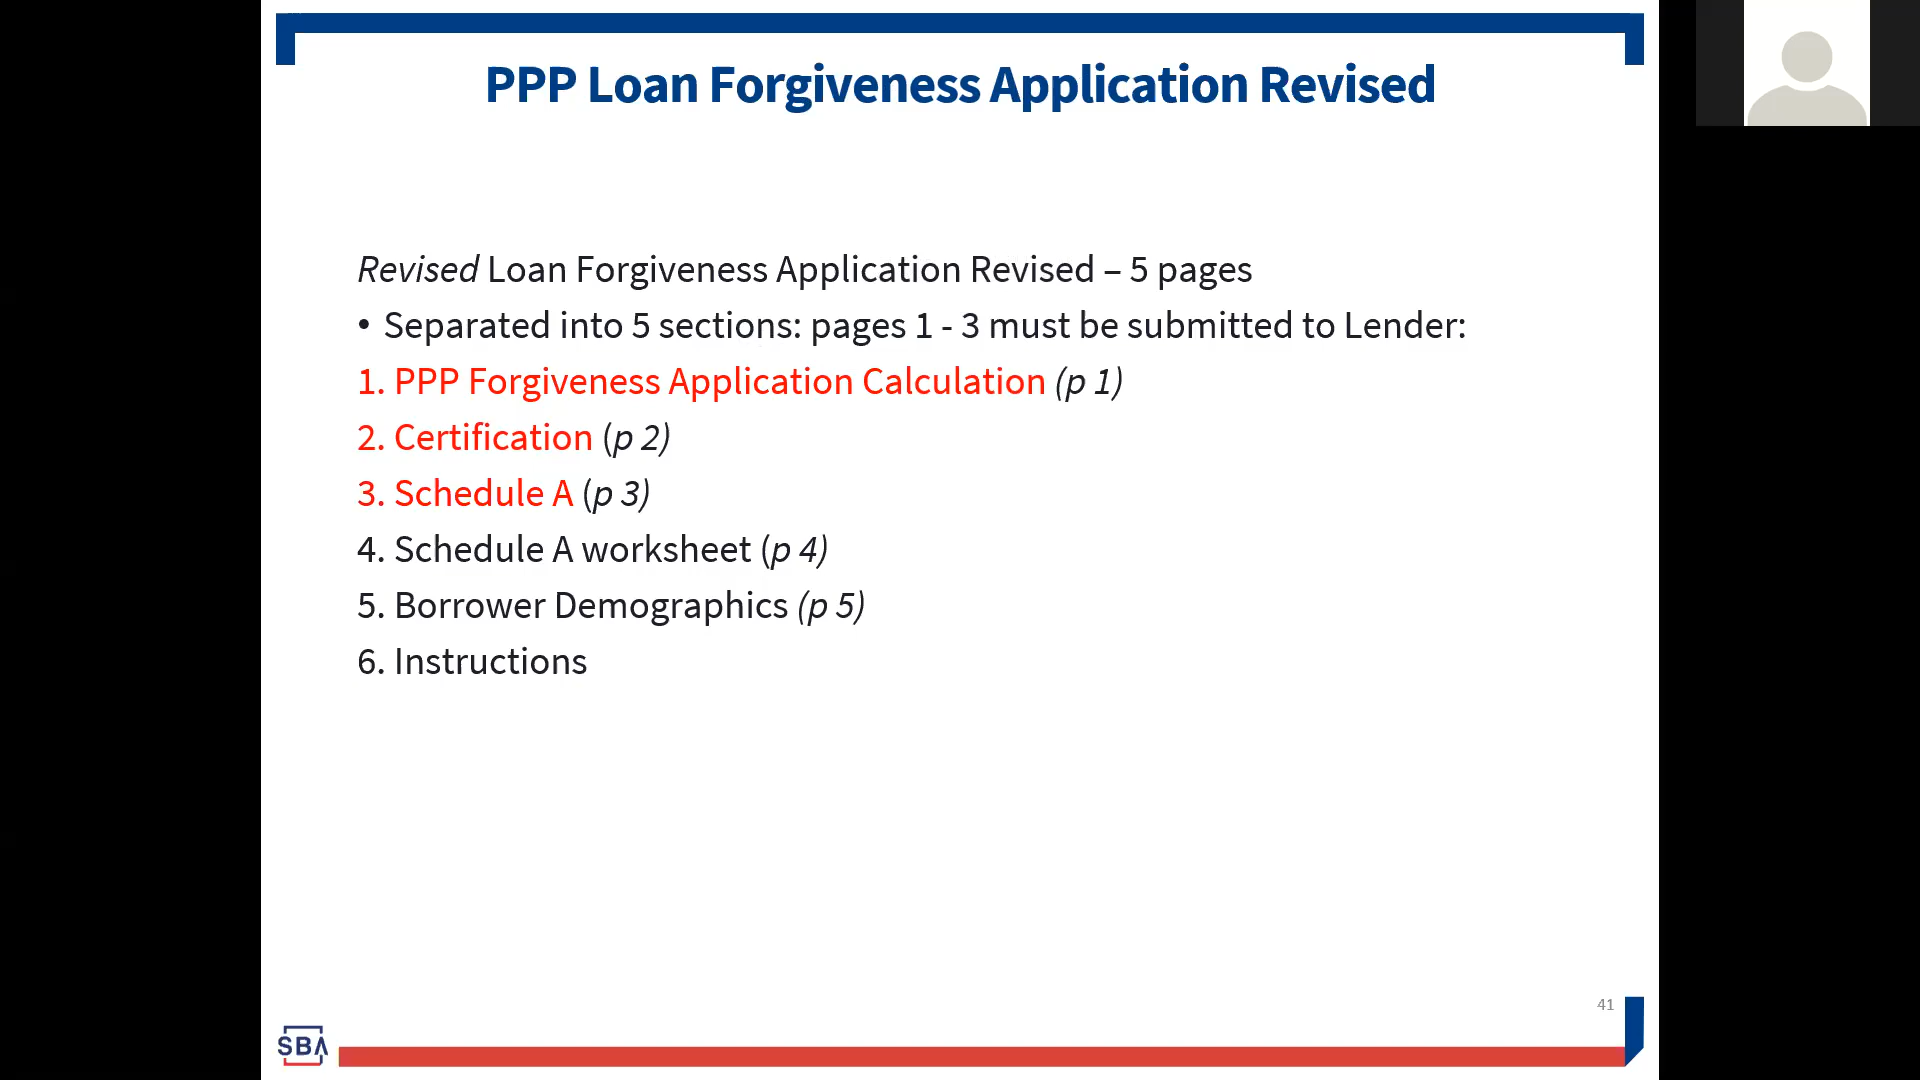 PPP Loan Forgiveness Application Revised
Revised Loan Forgiveness Application Revised – 5 pages
• Separated into 5 sections: pages 1 - 3 must be submitted to Lender:
1. PPP Forgiveness Application Calculation (p 1)
2. Certification (p 2)
3. Schedule A (p 3)
4. Schedule A worksheet (p 4)
5. Borrower Demographics (p 5)
6. Instructions
41
SBA